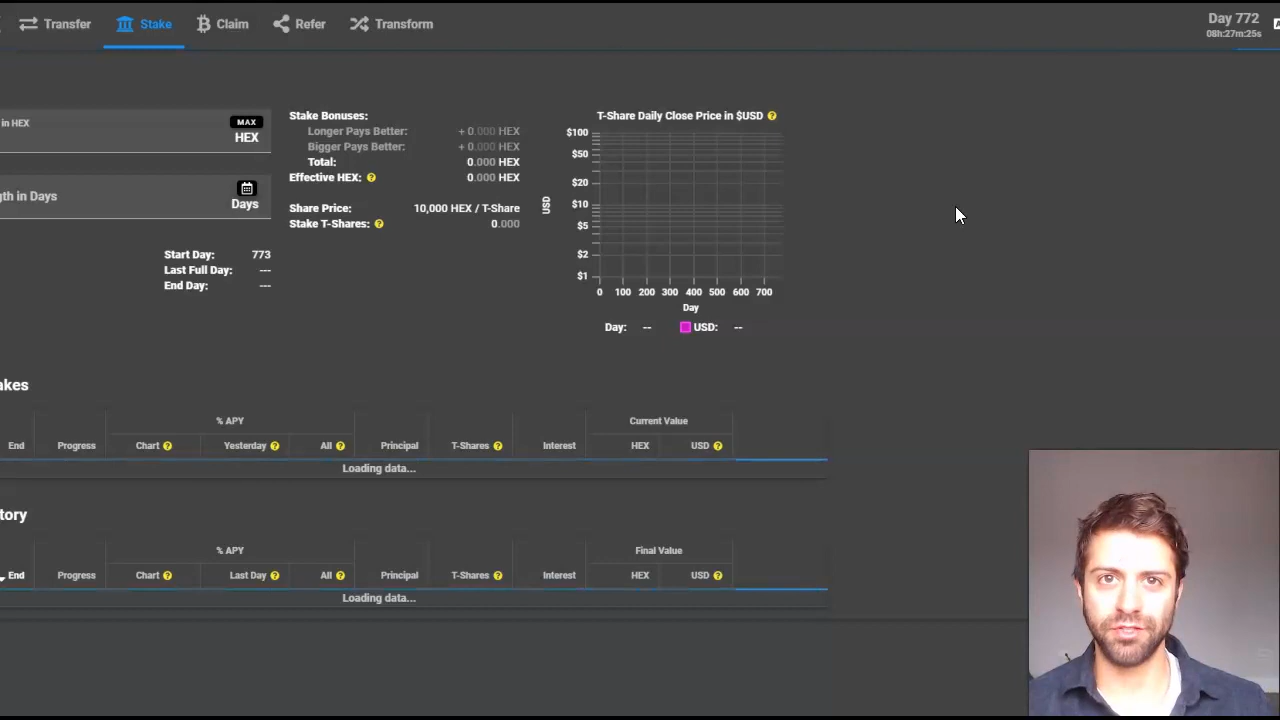 Transfer Stake Claim Refer Transform
Day 772
08h:27m:25s
in HEX
MAX
HEX
gth in Days
Days
Start Day: 773
Last Full Day: ---
End Day: ---
Stake Bonuses:
Longer Pays Better: + 0.000 HEX
Bigger Pays Better: + 0.000 HEX
Total: 0.000 HEX
Effective HEX: ? 0.000 HEX
Share Price: 10,000 HEX / T-Share
Stake T-Shares: ? 0.000
T-Share Daily Close Price in $USD ?
$100
$50
$20
$10
$5
$2
$1
USD
0 100 200 300 400 500 600 700
Day
Day: -- USD: --
akes
% APY Current Value
End Progress Chart ? Yesterday ? All ? Principal T-Shares ? Interest HEX USD ?
Loading data...
tory
% APY Final Value
End Progress Chart ? Last Day ? All ? Principal T-Shares ? Interest HEX USD ?
Loading data...